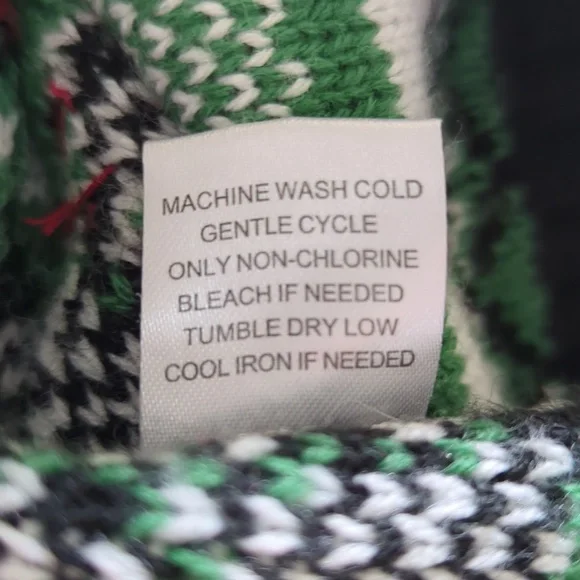 MACHINE WASH COLD
GENTLE CYCLE
ONLY NON-CHLORINE
BLEACH IF NEEDED
TUMBLE DRY LOW
COOL IRON IF NEEDED